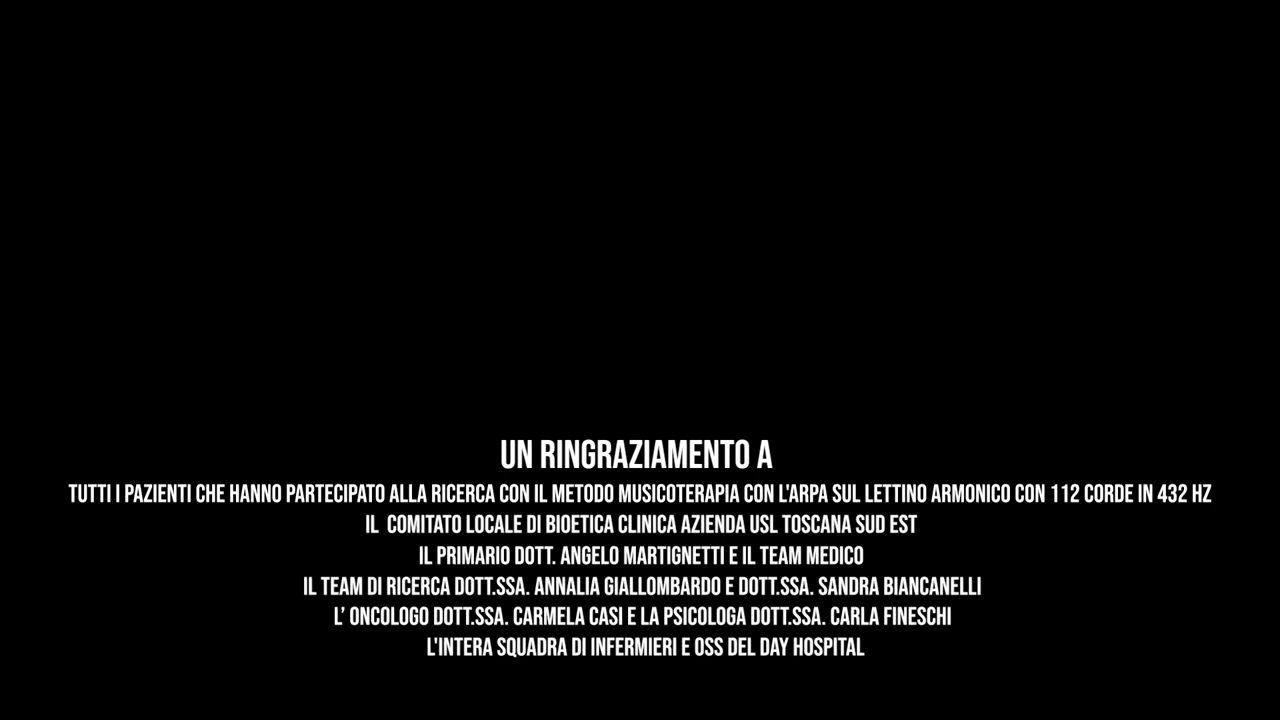 UN RINGRAZIAMENTO A
TUTTI I PAZIENTI CHE HANNO PARTECIPATO ALLA RICERCA CON IL METODO MUSICOTERAPIA CON L'ARPA SUL LETTINO ARMONICO CON 112 CORDE IN 432 HZ
IL COMITATO LOCALE DI BIOETICA CLINICA AZIENDA USL TOSCANA SUD EST
IL PRIMARIO DOTT. ANGELO MARTIGNETTI E IL TEAM MEDICO
IL TEAM DI RICERCA DOTT.SSA. ANNALIA GIALLOMBARDO E DOTT.SSA. SANDRA BIANCANELLI
L’ ONCOLOGO DOTT.SSA. CARMELA CASI E LA PSICOLOGA DOTT.SSA. CARLA FINESCHI
L'INTERA SQUADRA DI INFERMIERI E OSS DEL DAY HOSPITAL